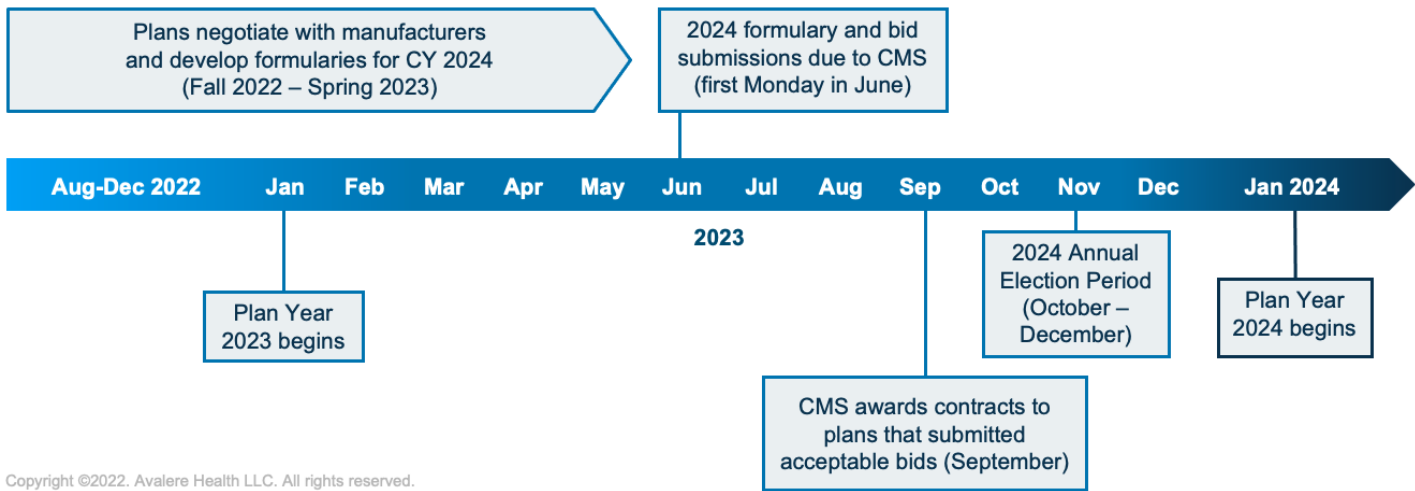 Plans negotiate with manufacturers
and develop formularies for CY 2024
(Fall 2022 – Spring 2023)
2024 formulary and bid
submissions due to CMS
(first Monday in June)
Aug-Dec 2022 Jan Feb Mar Apr May Jun Jul Aug Sep Oct Nov Dec Jan 2024
2023
Plan Year
2023 begins
2024 Annual
Election Period
(October –
December)
Plan Year
2024 begins
CMS awards contracts to
plans that submitted
acceptable bids (September)
Copyright ©2022. Avalere Health LLC. All rights reserved.